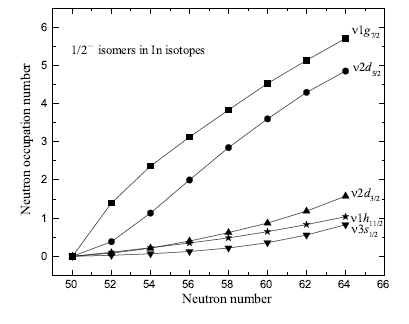 1/2⁻ isomers in In isotopes
ν1g₇/₂
ν2d₅/₂
ν2d₃/₂
ν1h₁₁/₂
ν3s₁/₂
Neutron occupation number
6
5
4
3
2
1
0
50 52 54 56 58 60 62 64 66
Neutron number